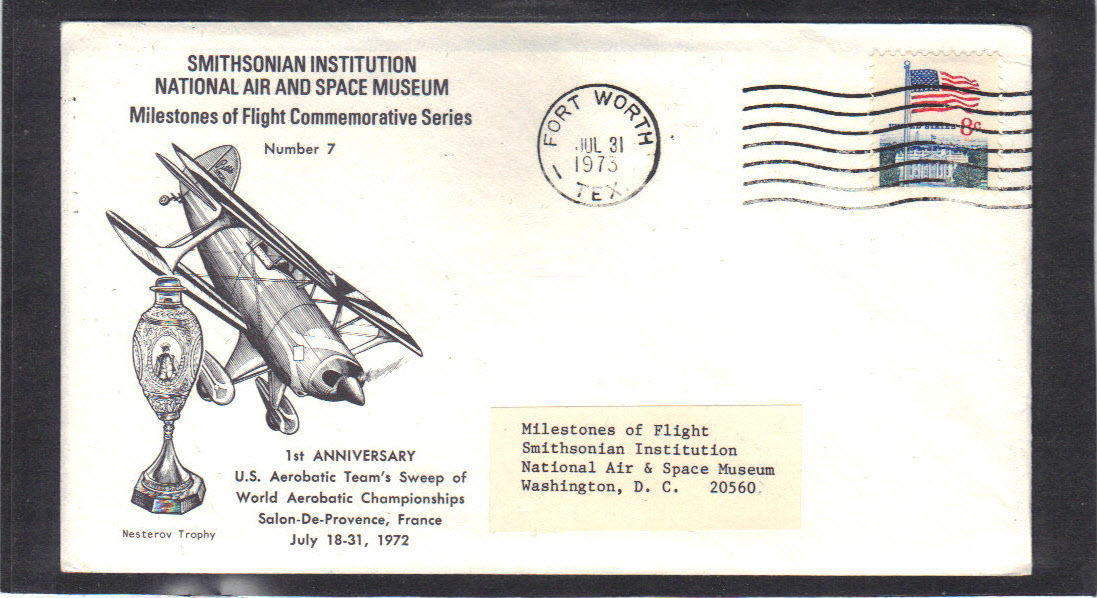 SMITHSONIAN INSTITUTION
NATIONAL AIR AND SPACE MUSEUM
Milestones of Flight Commemorative Series
Number 7
FORT WORTH
JUL 31
1973
TEX.
UNITED STATES 8c
1st ANNIVERSARY
U.S. Aerobatic Team's Sweep of
World Aerobatic Championships
Salon-De-Provence, France
July 18-31, 1972
Nesterov Trophy
Milestones of Flight
Smithsonian Institution
National Air & Space Museum
Washington, D. C. 20560